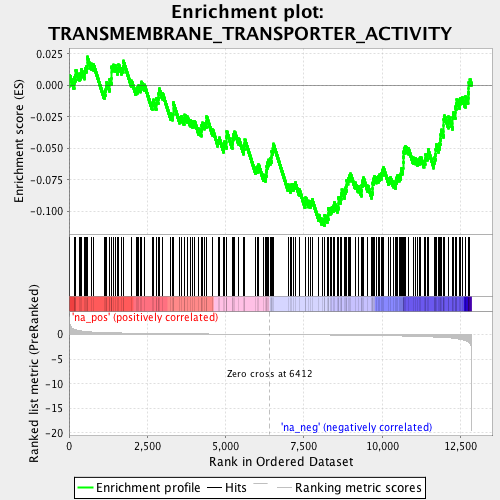 Enrichment plot:
TRANSMEMBRANE_TRANSPORTER_ACTIVITY
Enrichment score (ES)
0.025
0.000
-0.025
-0.050
-0.075
-0.100
'na_pos' (positively correlated)
Ranked list metric (PreRanked)
0
-5
-10
-15
-20
Zero cross at 6412
'na_neg' (negatively correlated)
0
2,500
5,000
7,500
10,000
12,500
Rank in Ordered Dataset
Enrichment profile
Hits
Ranking metric scores